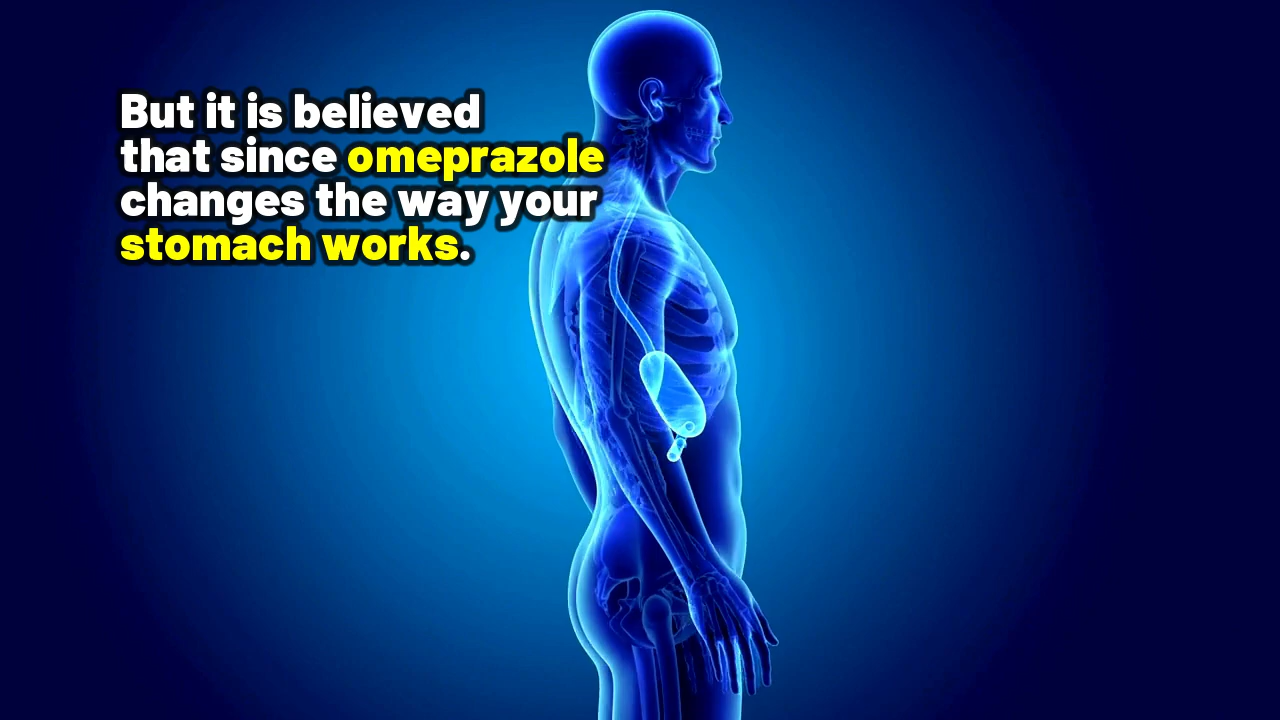 But it is believed
that since omeprazole
changes the way your
stomach works.